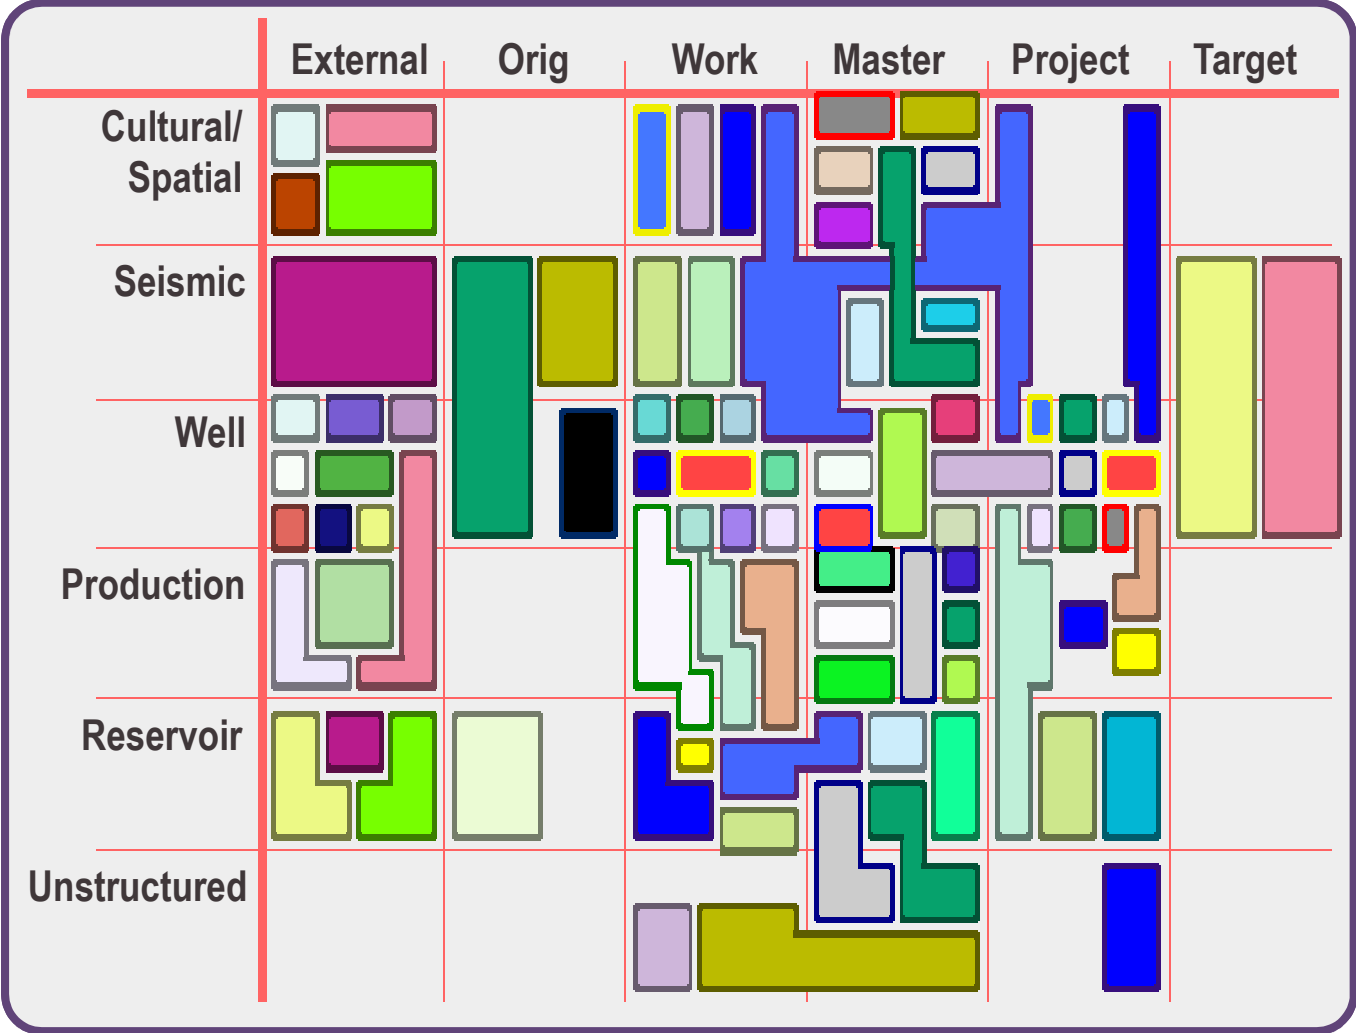 External Orig Work Master Project Target
Cultural/
Spatial
Seismic
Well
Production
Reservoir
Unstructured